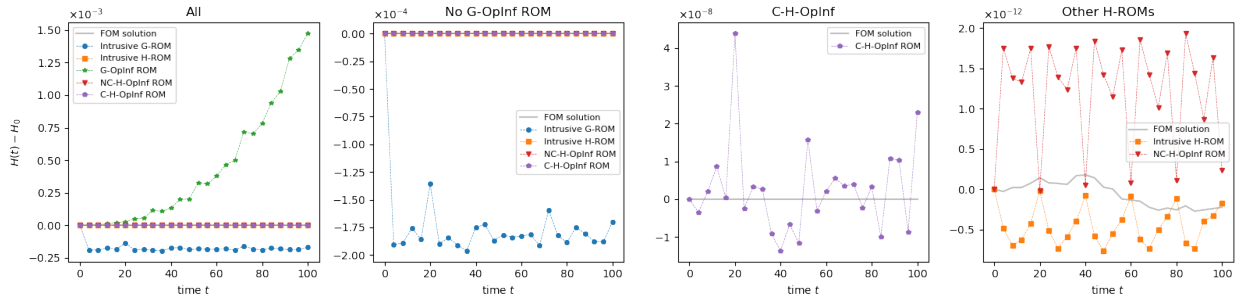 All
×10⁻³
H(t) − H₀
1.50
1.25
1.00
0.75
0.50
0.25
0.00
−0.25
FOM solution
Intrusive G-ROM
Intrusive H-ROM
G-OpInf ROM
NC-H-OpInf ROM
C-H-OpInf ROM
0 20 40 60 80 100
time t
No G-OpInf ROM
×10⁻⁴
0.00
−0.25
−0.50
−0.75
−1.00
−1.25
−1.50
−1.75
−2.00
FOM solution
Intrusive G-ROM
Intrusive H-ROM
NC-H-OpInf ROM
C-H-OpInf ROM
0 20 40 60 80 100
time t
C-H-OpInf
×10⁻⁸
4
3
2
1
0
−1
FOM solution
C-H-OpInf ROM
0 20 40 60 80 100
time t
Other H-ROMs
×10⁻¹²
2.0
1.5
1.0
0.5
0.0
−0.5
FOM solution
Intrusive H-ROM
NC-H-OpInf ROM
0 20 40 60 80 100
time t